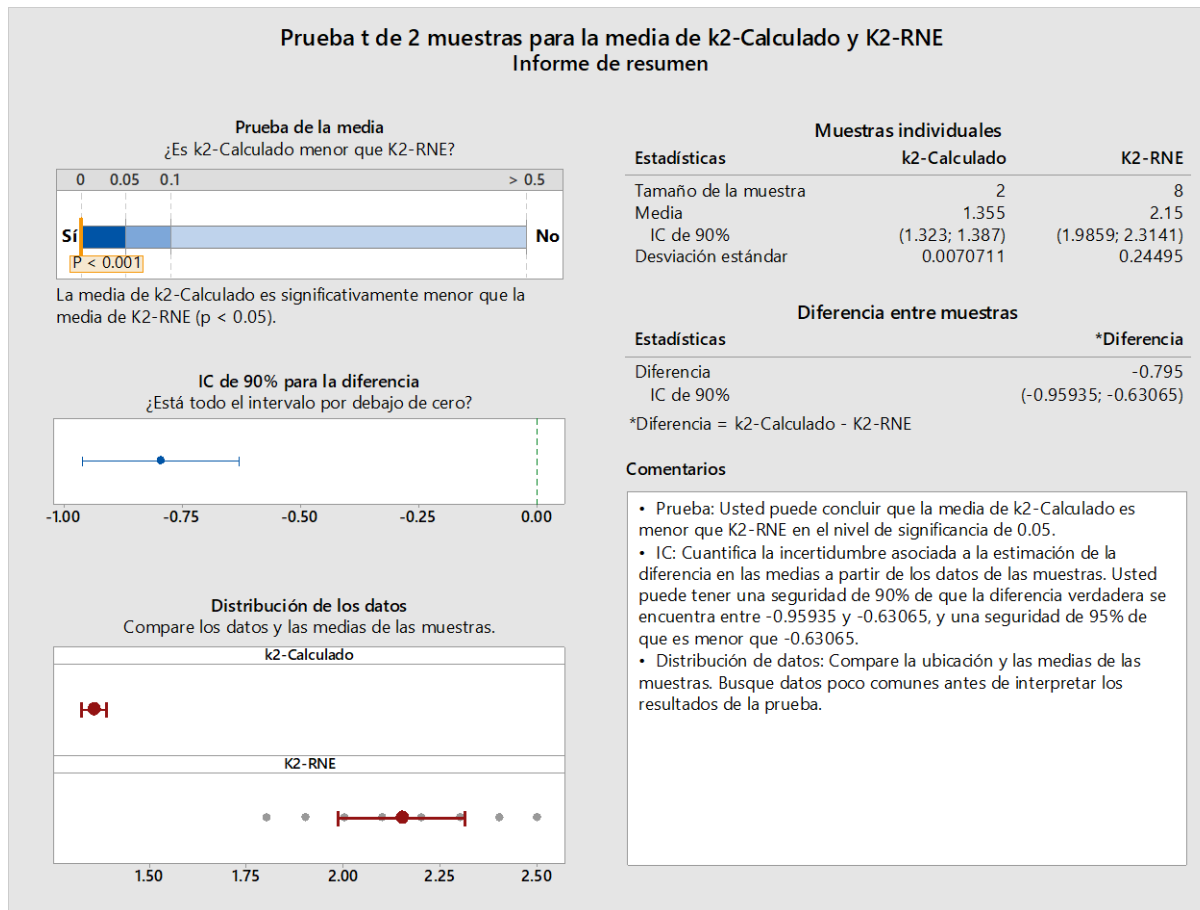 Prueba t de 2 muestras para la media de k2-Calculado y K2-RNE
Informe de resumen
Prueba de la media
¿Es k2-Calculado menor que K2-RNE?
0 0.05 0.1 > 0.5
Sí No
P < 0.001
La media de k2-Calculado es significativamente menor que la
media de K2-RNE (p < 0.05).
IC de 90% para la diferencia
¿Está todo el intervalo por debajo de cero?
-1.00 -0.75 -0.50 -0.25 0.00
Distribución de los datos
Compare los datos y las medias de las muestras.
k2-Calculado
K2-RNE
1.50 1.75 2.00 2.25 2.50
Muestras individuales
Estadísticas k2-Calculado K2-RNE
Tamaño de la muestra 2 8
Media 1.355 2.15
IC de 90% (1.323; 1.387) (1.9859; 2.3141)
Desviación estándar 0.0070711 0.24495
Diferencia entre muestras
Estadísticas *Diferencia
Diferencia -0.795
IC de 90% (-0.95935; -0.63065)
*Diferencia = k2-Calculado - K2-RNE
Comentarios
• Prueba: Usted puede concluir que la media de k2-Calculado es
menor que K2-RNE en el nivel de significancia de 0.05.
• IC: Cuantifica la incertidumbre asociada a la estimación de la
diferencia en las medias a partir de los datos de las muestras. Usted
puede tener una seguridad de 90% de que la diferencia verdadera se
encuentra entre -0.95935 y -0.63065, y una seguridad de 95% de
que es menor que -0.63065.
• Distribución de datos: Compare la ubicación y las medias de las
muestras. Busque datos poco comunes antes de interpretar los
resultados de la prueba.